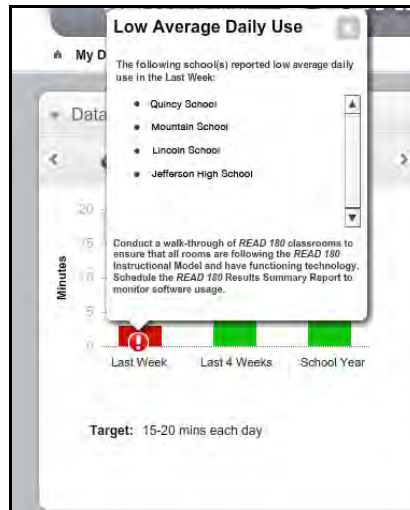 Low Average Daily Use
My D
The following school(s) reported low average daily
use in the Last Week:
Quincy School
Mountain School
Lincoln School
Jefferson High School
Data
20
15
10
5
0
Minutes
Conduct a walk-through of READ 180 classrooms to
ensure that all rooms are following the READ 180
Instructional Model and have functioning technology.
Schedule the READ 180 Results Summary Report to
monitor software usage.
Last Week Last 4 Weeks School Year
Target: 15-20 mins each day